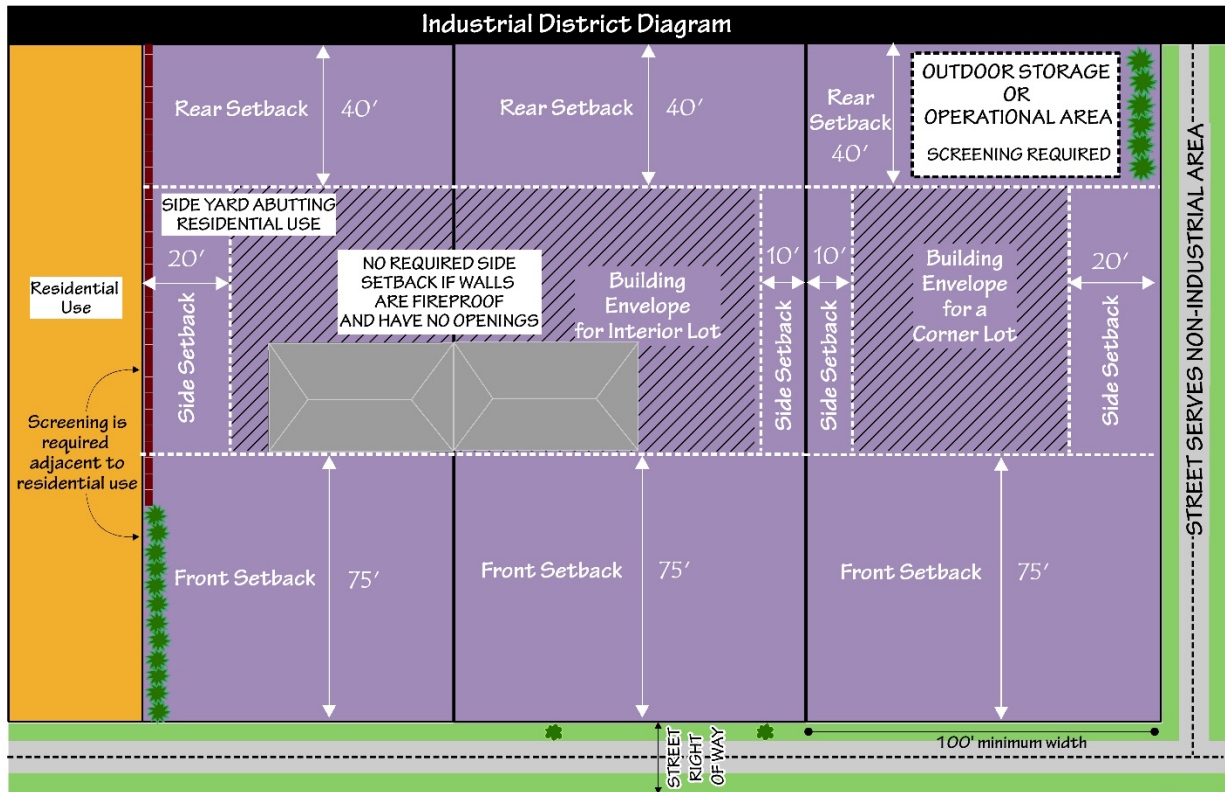 Industrial District Diagram
Rear Setback
40'
Rear Setback
40'
Rear
Setback
40'
OUTDOOR STORAGE
OR
OPERATIONAL AREA
SCREENING REQUIRED
SIDE YARD ABUTTING
RESIDENTIAL USE
20'
Side Setback
NO REQUIRED SIDE
SETBACK IF WALLS
ARE FIREPROOF
AND HAVE NO OPENINGS
Building
Envelope
for Interior Lot
10'
Side Setback
10'
Side Setback
Building
Envelope
for a
Corner Lot
20'
Side Setback
Residential
Use
Screening is
required
adjacent to
residential use
Front Setback
75'
Front Setback
75'
Front Setback
75'
STREET SERVES NON-INDUSTRIAL AREA
STREET
RIGHT
OF WAY
100' minimum width